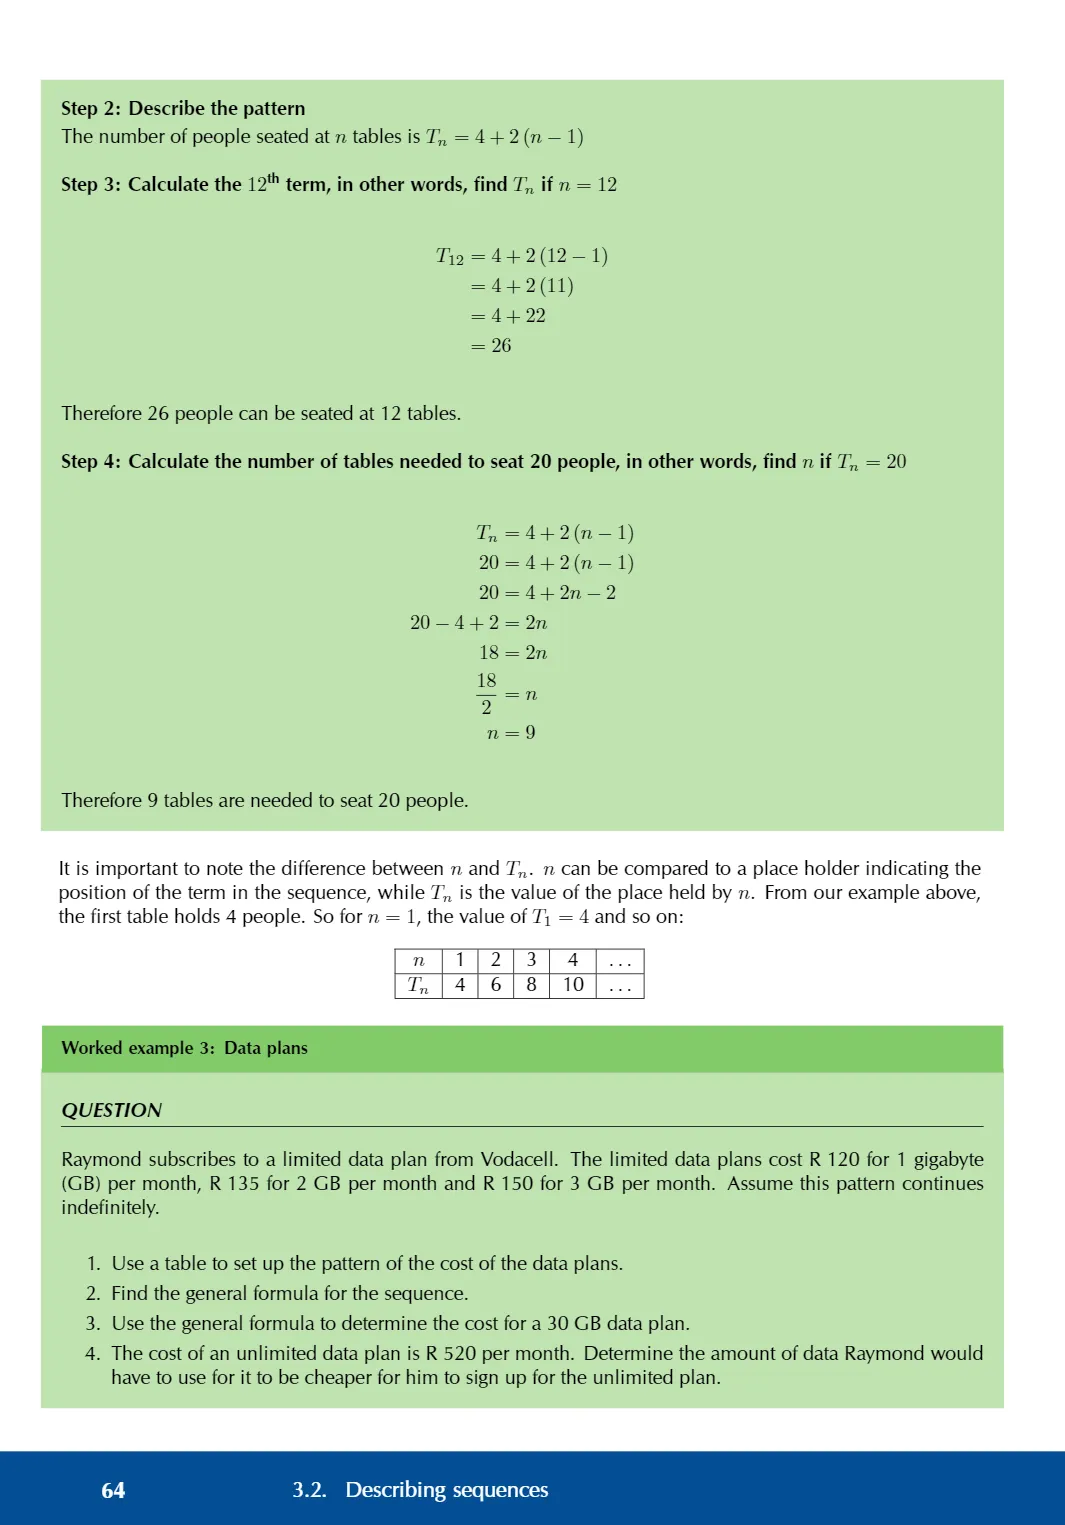 Step 2: Describe the pattern
The number of people seated at n tables is Tₙ = 4 + 2 (n − 1)
Step 3: Calculate the 12ᵗʰ term, in other words, find Tₙ if n = 12
T₁₂ = 4 + 2 (12 − 1)
= 4 + 2 (11)
= 4 + 22
= 26
Therefore 26 people can be seated at 12 tables.
Step 4: Calculate the number of tables needed to seat 20 people, in other words, find n if Tₙ = 20
Tₙ = 4 + 2 (n − 1)
20 = 4 + 2 (n − 1)
20 = 4 + 2n − 2
20 − 4 + 2 = 2n
18 = 2n
18/2 = n
n = 9
Therefore 9 tables are needed to seat 20 people.
It is important to note the difference between n and Tₙ. n can be compared to a place holder indicating the
position of the term in the sequence, while Tₙ is the value of the place held by n. From our example above,
the first table holds 4 people. So for n = 1, the value of T₁ = 4 and so on:
n 1 2 3 4 . . .
Tₙ 4 6 8 10 . . .
Worked example 3: Data plans
QUESTION
Raymond subscribes to a limited data plan from Vodacell. The limited data plans cost R 120 for 1 gigabyte
(GB) per month, R 135 for 2 GB per month and R 150 for 3 GB per month. Assume this pattern continues
indefinitely.
1. Use a table to set up the pattern of the cost of the data plans.
2. Find the general formula for the sequence.
3. Use the general formula to determine the cost for a 30 GB data plan.
4. The cost of an unlimited data plan is R 520 per month. Determine the amount of data Raymond would
have to use for it to be cheaper for him to sign up for the unlimited plan.
64 3.2. Describing sequences